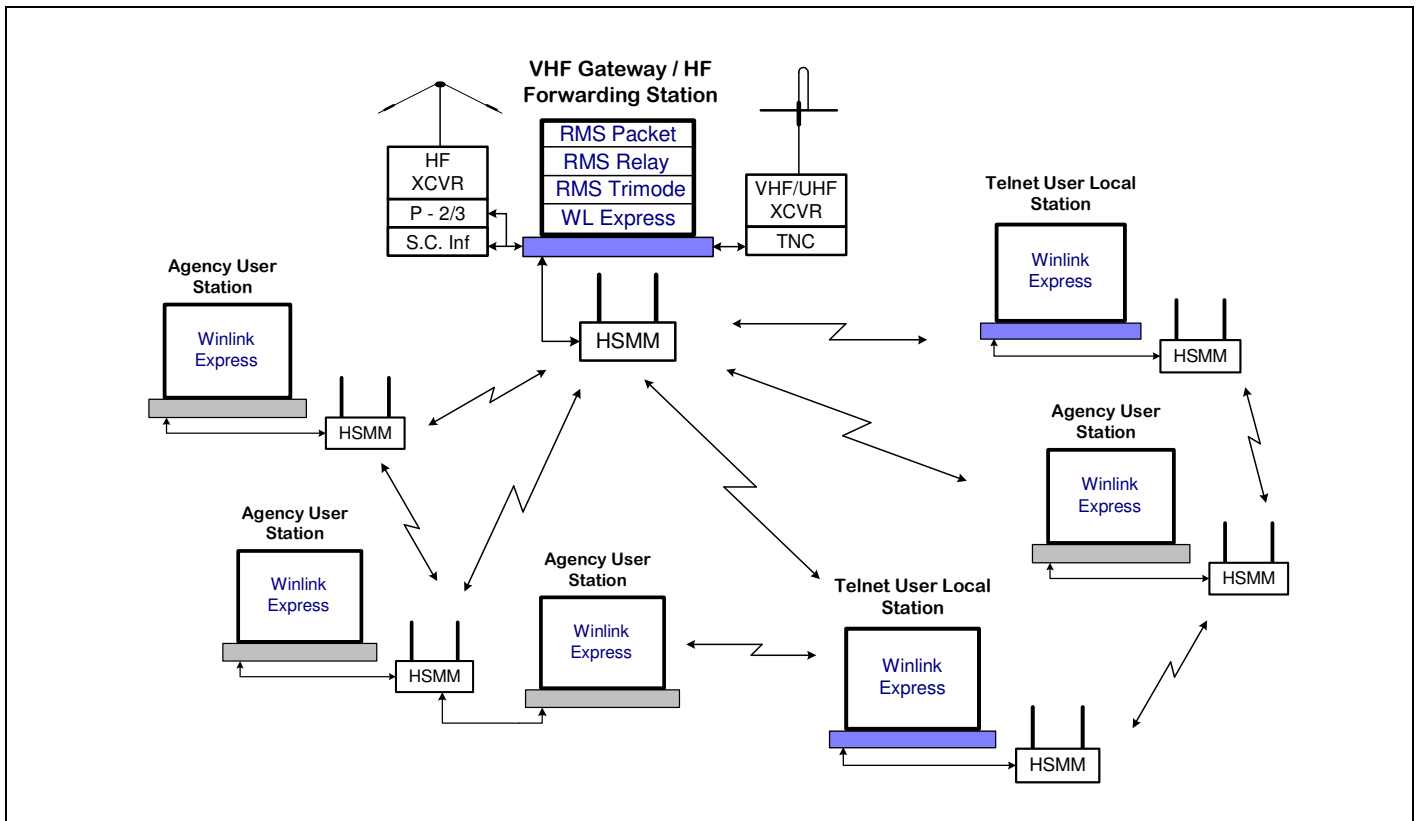 VHF Gateway / HF
Forwarding Station
RMS Packet
RMS Relay
RMS Trimode
WL Express
HF
XCVR
P - 2/3
S.C. Inf
VHF/UHF
XCVR
TNC
HSMM
Telnet User Local
Station
Winlink
Express
HSMM
Agency User
Station
Winlink
Express
HSMM
Agency User
Station
Winlink
Express
HSMM
Agency User
Station
Winlink
Express
HSMM
Agency User
Station
Winlink
Express
Telnet User Local
Station
Winlink
Express
HSMM